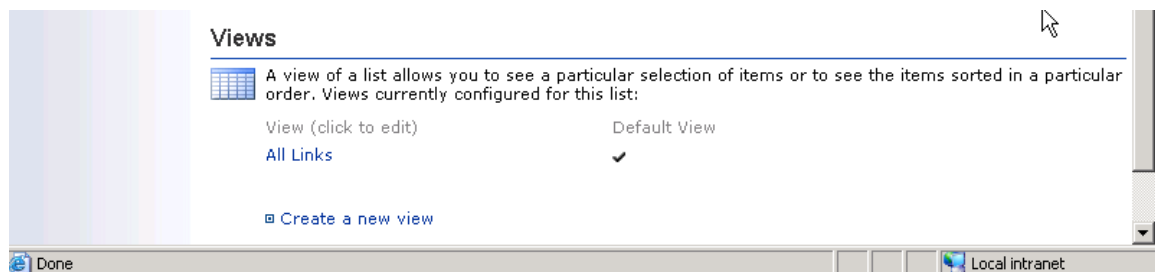 Views
A view of a list allows you to see a particular selection of items or to see the items sorted in a particular
order. Views currently configured for this list:
View (click to edit) Default View
All Links
Create a new view
Done Local intranet